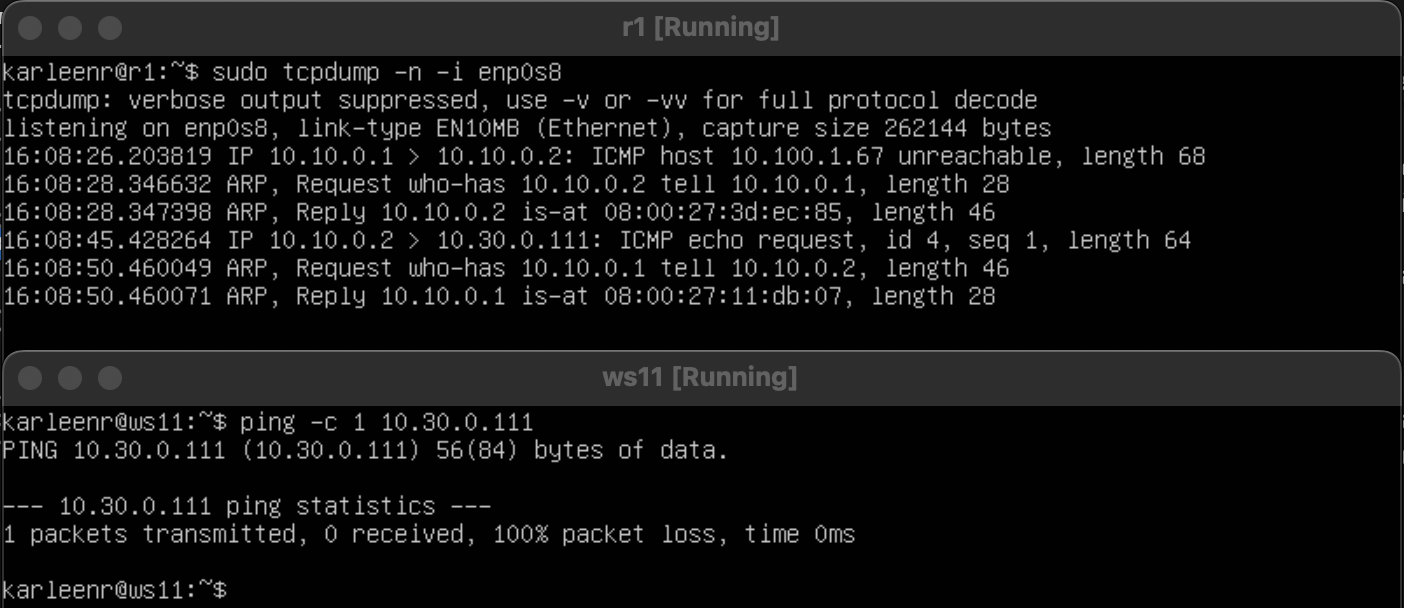 r1 [Running]
karleenr@r1:~$ sudo tcpdump -n -i enp0s8
tcpdump: verbose output suppressed, use -v or -vv for full protocol decode
listening on enp0s8, link-type EN10MB (Ethernet), capture size 262144 bytes
16:08:26.203819 IP 10.10.0.1 > 10.10.0.2: ICMP host 10.100.1.67 unreachable, length 68
16:08:28.346632 ARP, Request who-has 10.10.0.2 tell 10.10.0.1, length 28
16:08:28.347398 ARP, Reply 10.10.0.2 is-at 08:00:27:3d:ec:85, length 46
16:08:45.428264 IP 10.10.0.2 > 10.30.0.111: ICMP echo request, id 4, seq 1, length 64
16:08:50.460049 ARP, Request who-has 10.10.0.1 tell 10.10.0.2, length 46
16:08:50.460071 ARP, Reply 10.10.0.1 is-at 08:00:27:11:db:07, length 28
ws11 [Running]
karleenr@ws11:~$ ping -c 1 10.30.0.111
PING 10.30.0.111 (10.30.0.111) 56(84) bytes of data.
--- 10.30.0.111 ping statistics ---
1 packets transmitted, 0 received, 100% packet loss, time 0ms
karleenr@ws11:~$